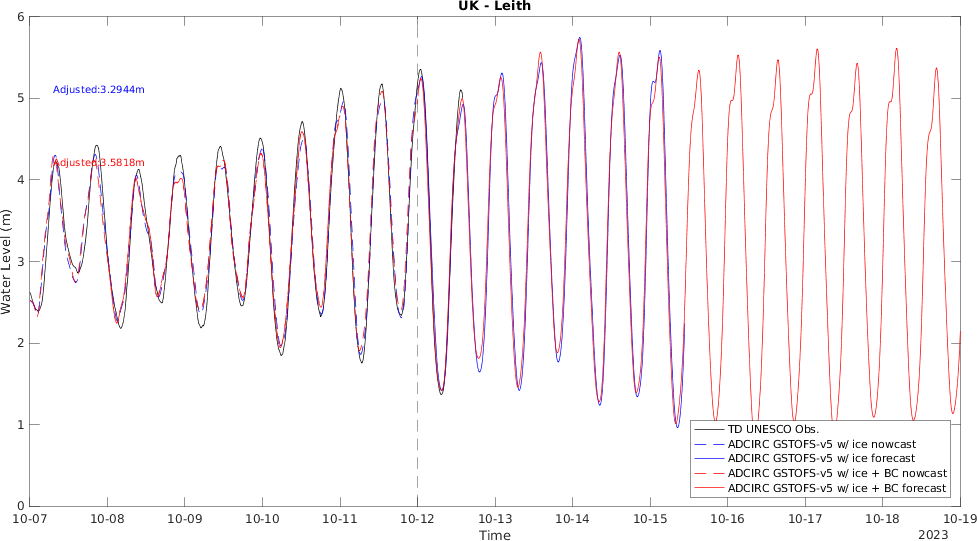 UK - Leith
6
5
4
3
2
1
0
Water Level (m)
Adjusted:3.2944m
Adjusted:3.5818m
TD UNESCO Obs.
ADCIRC GSTOFS-v5 w/ ice nowcast
ADCIRC GSTOFS-v5 w/ ice forecast
ADCIRC GSTOFS-v5 w/ ice + BC nowcast
ADCIRC GSTOFS-v5 w/ ice + BC forecast
10-07 10-08 10-09 10-10 10-11 10-12 10-13 10-14 10-15 10-16 10-17 10-18 10-19
Time
2023